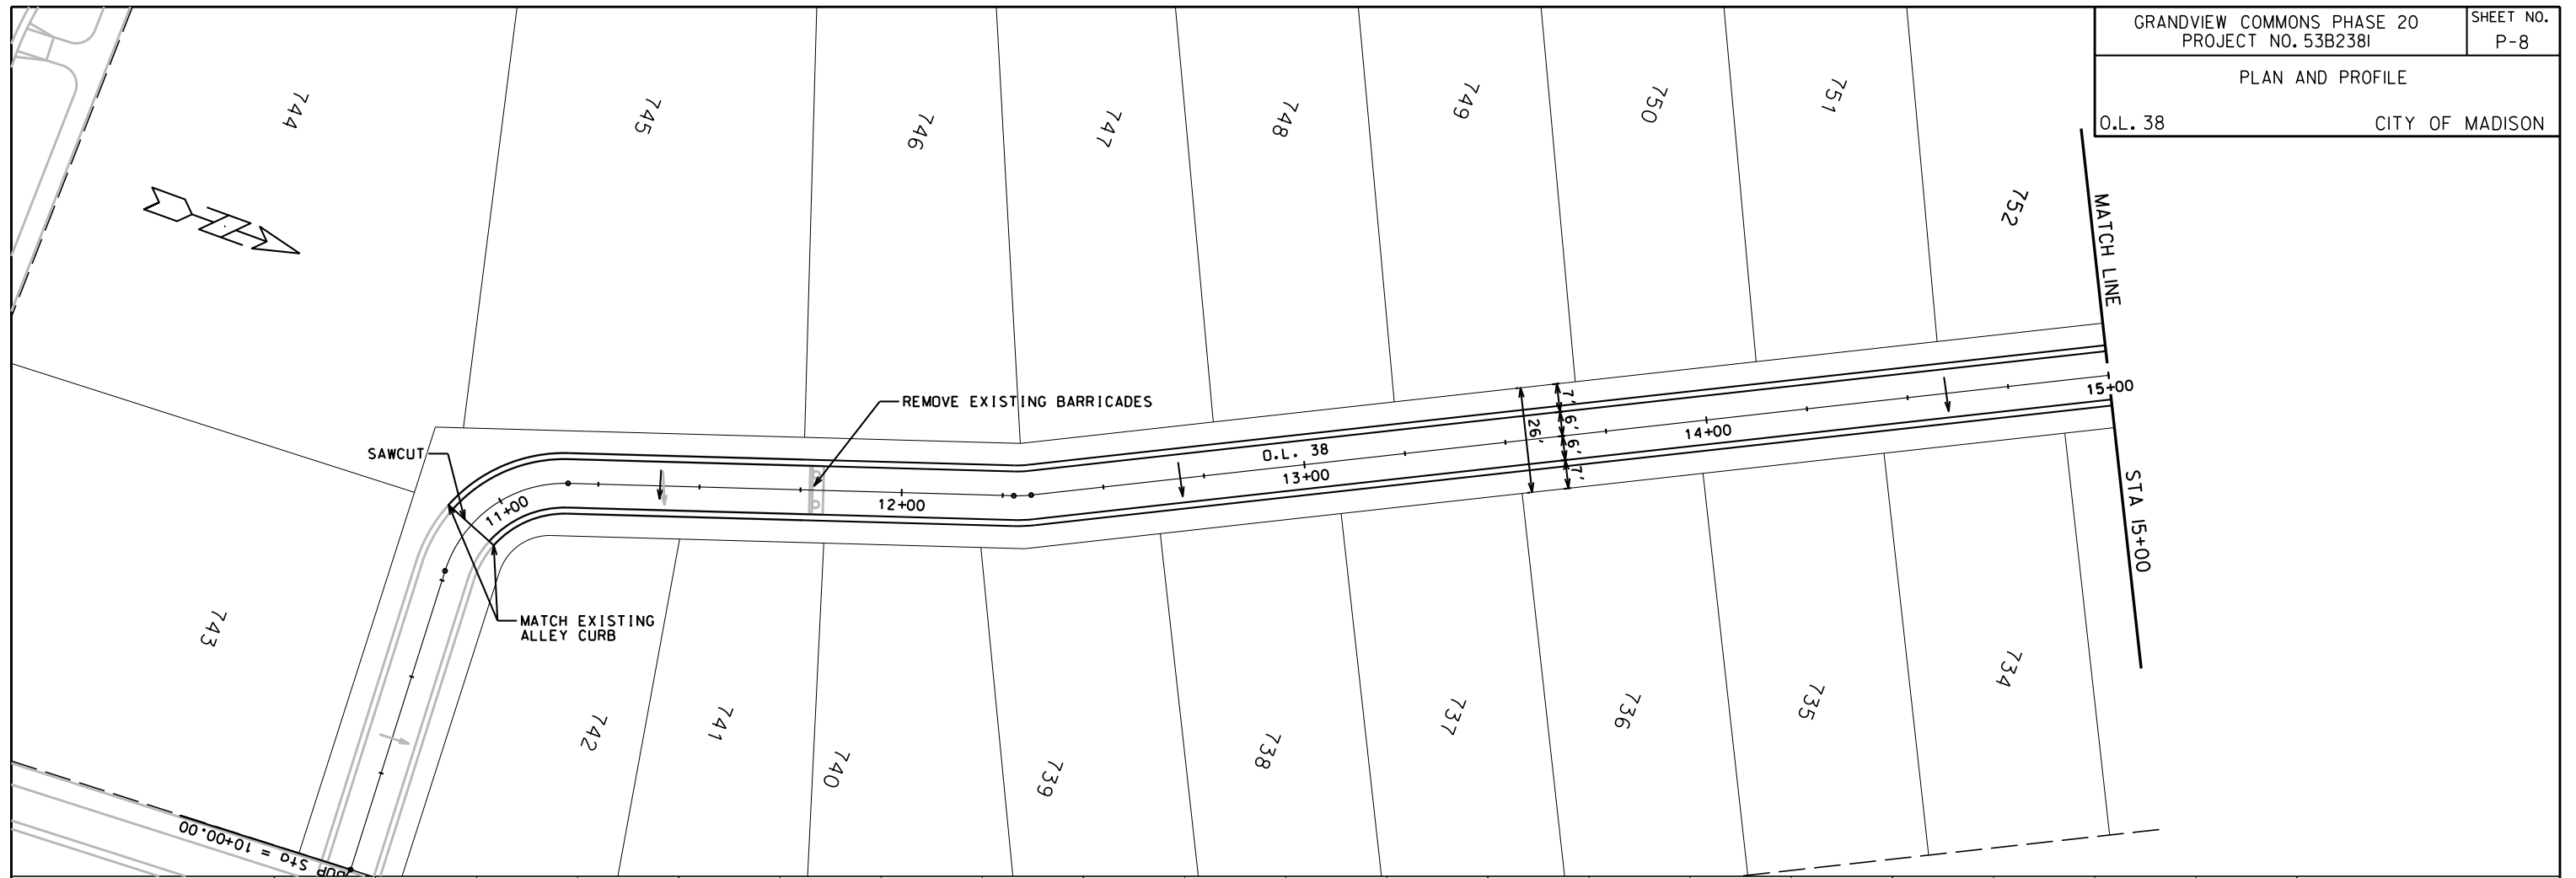 GRANDVIEW COMMONS PHASE 20
PROJECT NO. 53B2381
SHEET NO.
P-8
PLAN AND PROFILE
O.L. 38
CITY OF MADISON
744
745
746
747
748
749
750
751
752
MATCH LINE
STA 15+00
REMOVE EXISTING BARRICADES
SAWCUT
11+00
12+00
O.L. 38
13+00
26'
7'
6'
6'
7'
14+00
15+00
MATCH EXISTING
ALLEY CURB
743
742
741
740
739
738
737
736
735
734
BOP Sta = 10+00.00